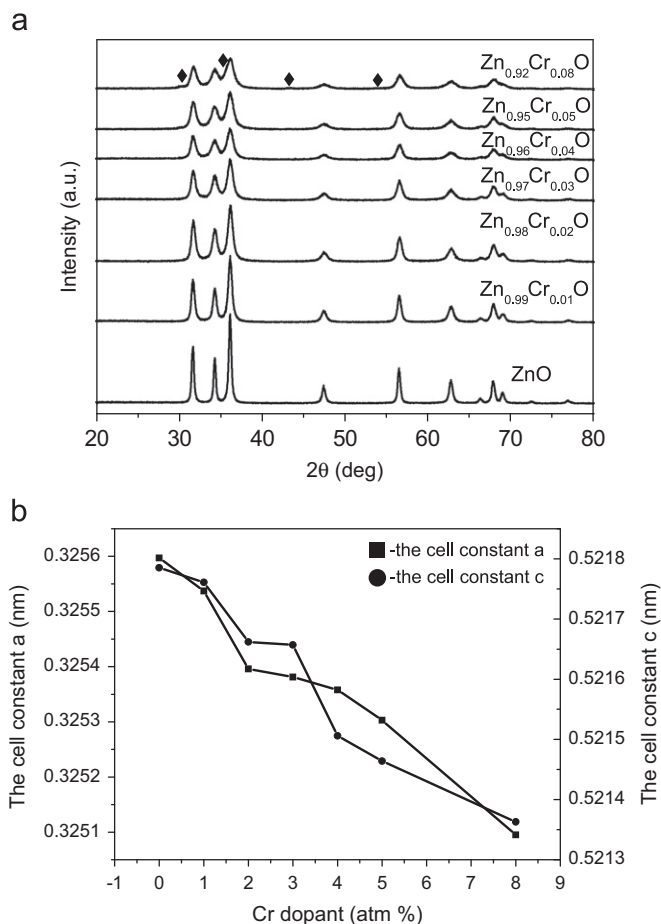 a
Zn0.92Cr0.08O
Zn0.95Cr0.05O
Zn0.96Cr0.04O
Zn0.97Cr0.03O
Zn0.98Cr0.02O
Zn0.99Cr0.01O
ZnO
Intensity (a.u.)
20 30 40 50 60 70 80
2θ (deg)
b
-the cell constant a
-the cell constant c
The cell constant a (nm)
0.3256
0.3255
0.3254
0.3253
0.3252
0.3251
The cell constant c (nm)
0.5218
0.5217
0.5216
0.5215
0.5214
0.5213
-1 0 1 2 3 4 5 6 7 8 9
Cr dopant (atm %)